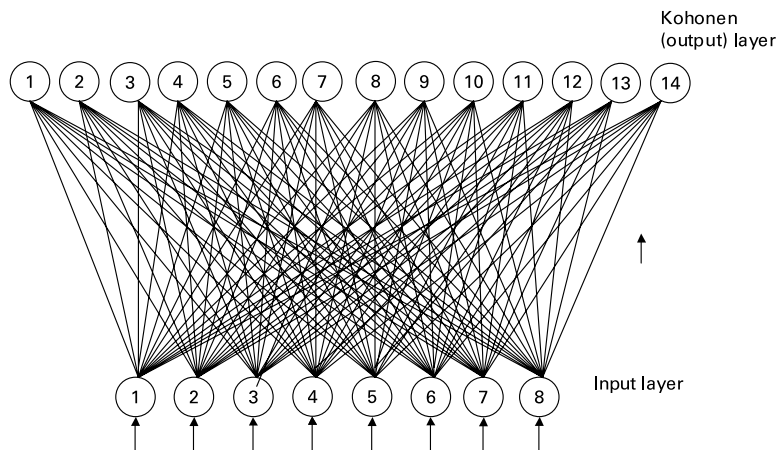 Kohonen
(output) layer
1 2 3 4 5 6 7 8 9 10 11 12 13 14
Input layer
1 2 3 4 5 6 7 8